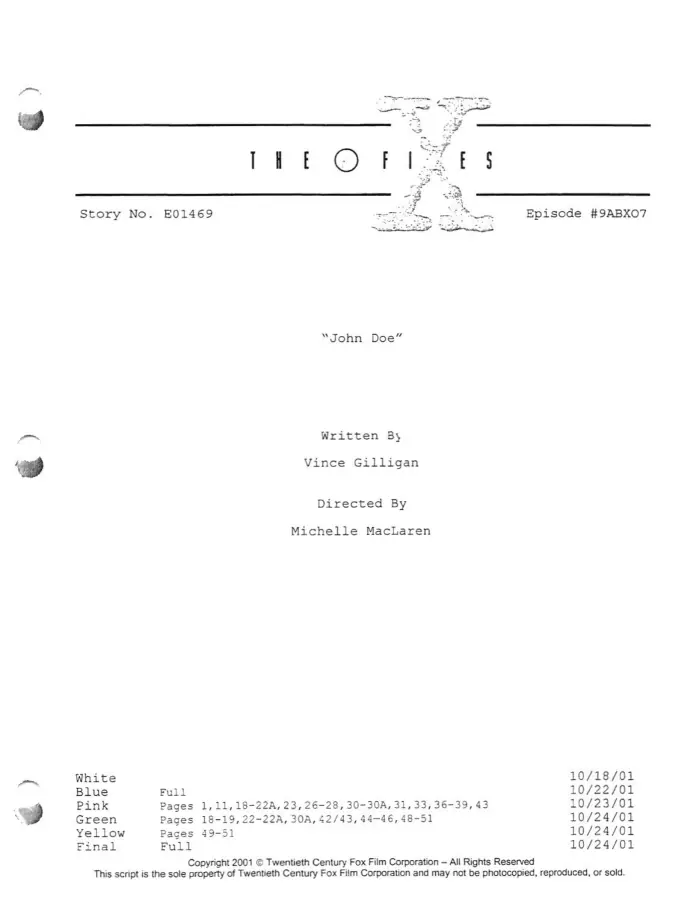 THE X FILES
Story No. E01469 Episode #9ABX07
"John Doe"
Written By
Vince Gilligan
Directed By
Michelle MacLaren
White 10/18/01
Blue Full 10/22/01
Pink Pages 1,11,18-22A,23,26-28,30-30A,31,33,36-39,43 10/23/01
Green Pages 18-19,22-22A,30A,42/43,44-46,48-51 10/24/01
Yellow Pages 49-51 10/24/01
Final Full 10/24/01
Copyright 2001 © Twentieth Century Fox Film Corporation – All Rights Reserved
This script is the sole property of Twentieth Century Fox Film Corporation and may not be photocopied, reproduced, or sold.